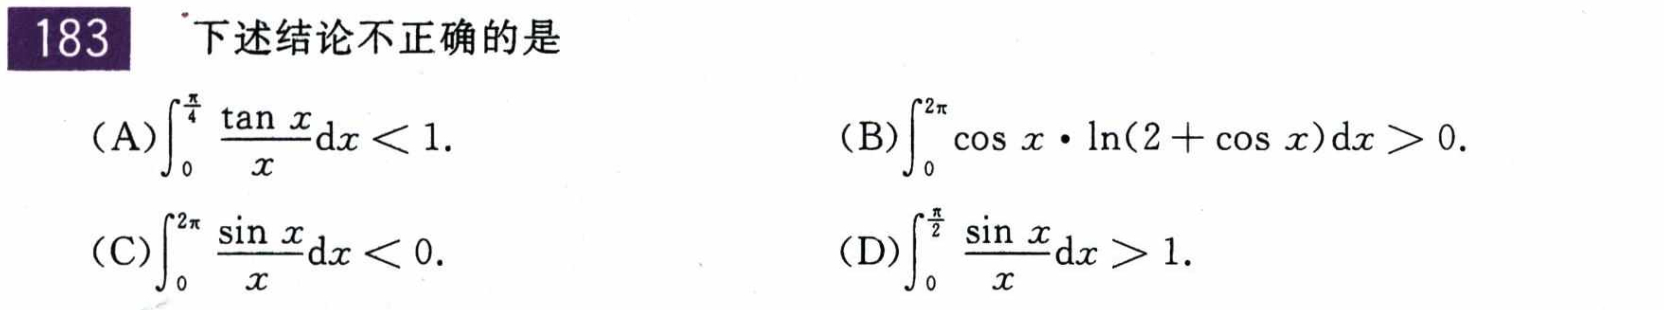 183 下述结论不正确的是
(A)∫₀^{π/4} tan x/x dx < 1. (B)∫₀^{2π} cos x · ln(2 + cos x)dx > 0.
(C)∫₀^{2π} sin x/x dx < 0. (D)∫₀^{π/2} sin x/x dx > 1.